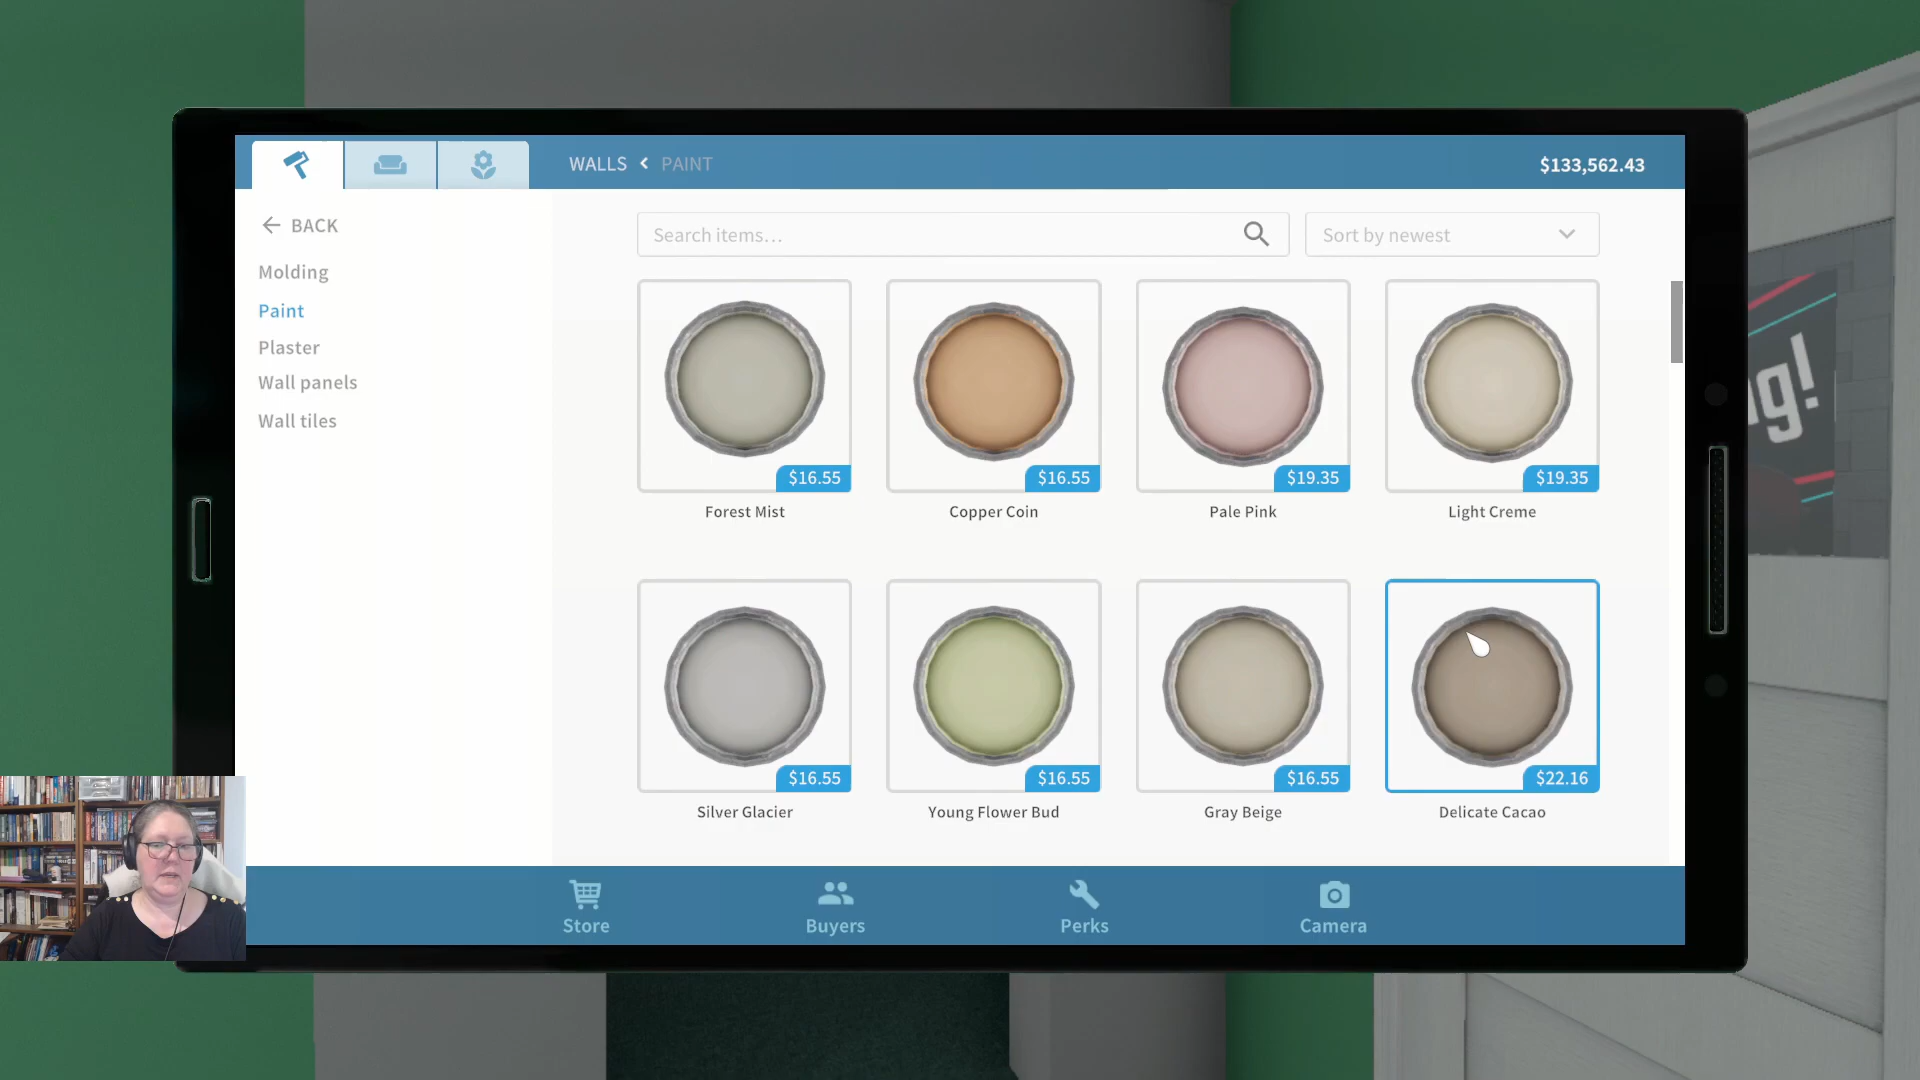 WALLS < PAINT
$133,562.43
BACK
Search items...
Sort by newest
Molding
Paint
Plaster
Wall panels
Wall tiles
$16.55
$16.55
$19.35
$19.35
Forest Mist
Copper Coin
Pale Pink
Light Creme
g!
$16.55
$16.55
$16.55
$22.16
Silver Glacier
Young Flower Bud
Gray Beige
Delicate Cacao
Store
Buyers
Perks
Camera